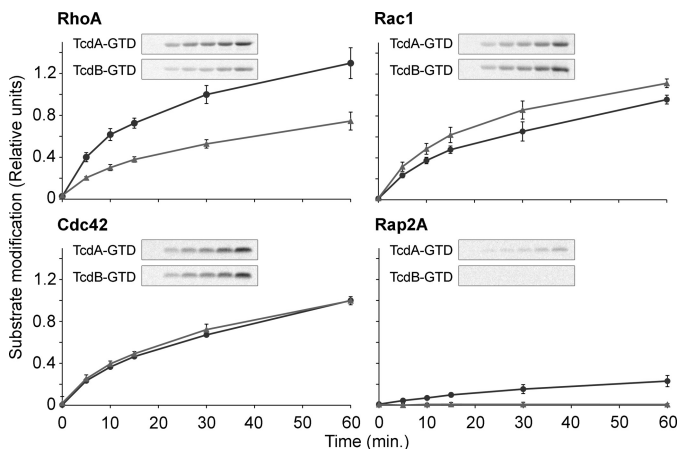 RhoA
TcdA-GTD
TcdB-GTD
Rac1
TcdA-GTD
TcdB-GTD
1.2
0.8
0.4
0
Cdc42
TcdA-GTD
TcdB-GTD
Rap2A
TcdA-GTD
TcdB-GTD
1.2
0.8
0.4
0
0 10 20 30 40 50 60
0 10 20 30 40 50 60
Substrate modification (Relative units)
Time (min.)